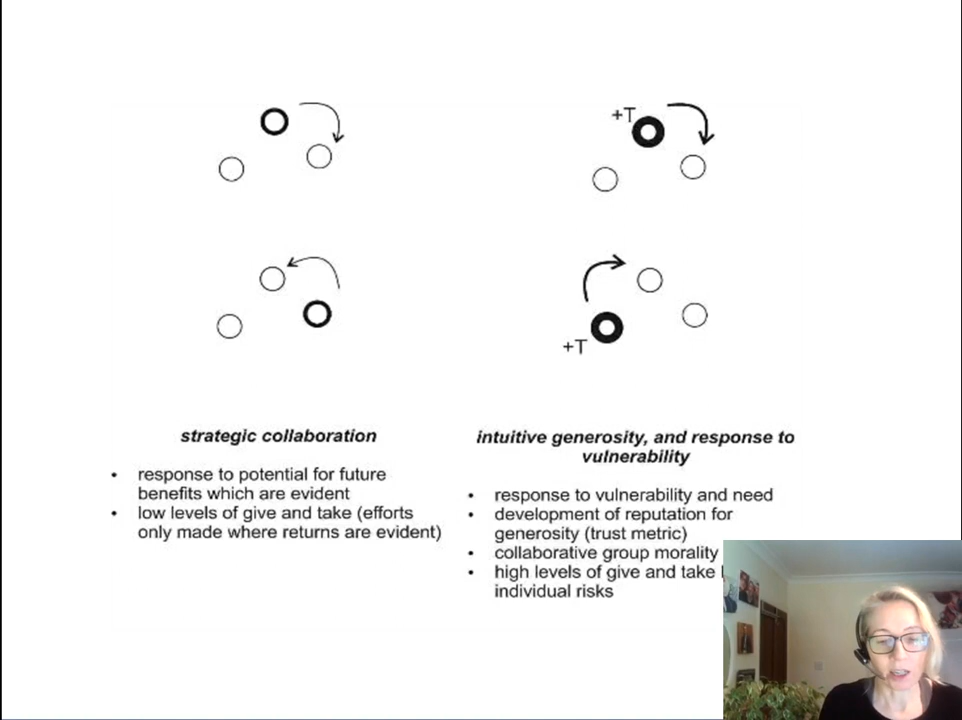 +T
+T
strategic collaboration
• response to potential for future
benefits which are evident
• low levels of give and take (efforts
only made where returns are evident)
intuitive generosity, and response to
vulnerability
• response to vulnerability and need
• development of reputation for
generosity (trust metric)
• collaborative group morality
• high levels of give and take
individual risks